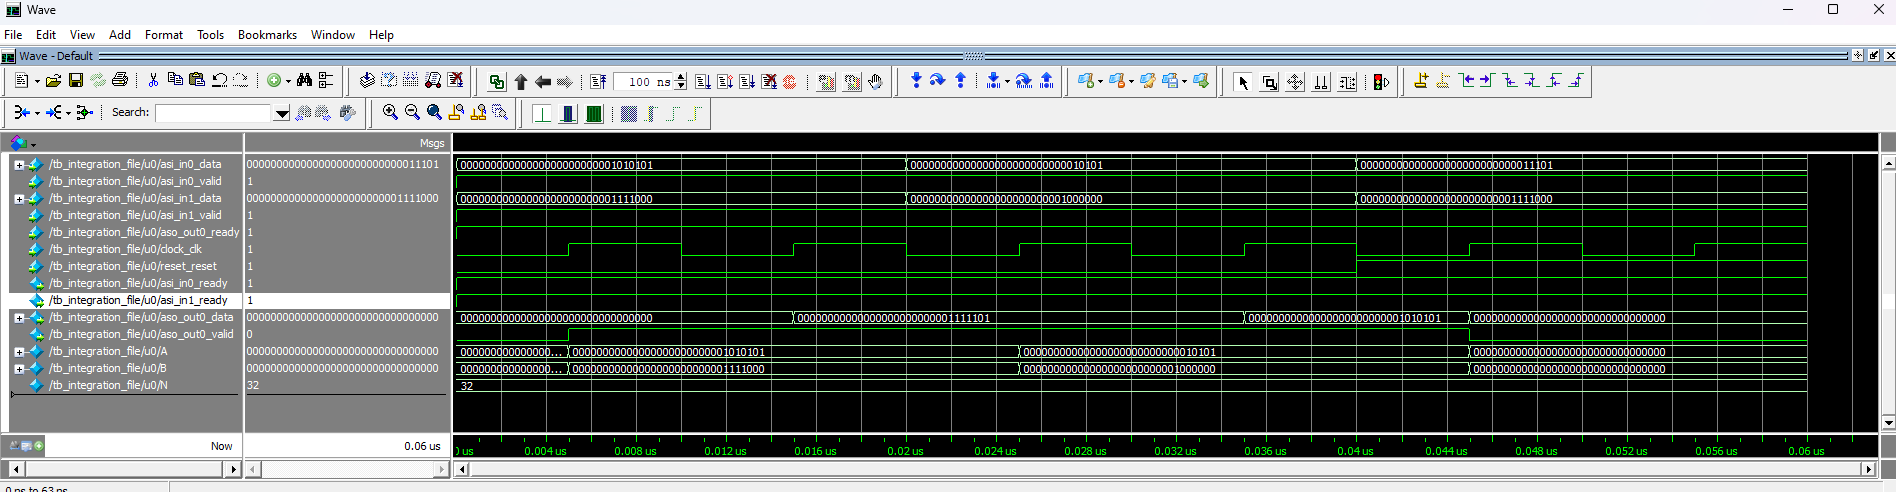 Wave
File Edit View Add Format Tools Bookmarks Window Help
Wave - Default
100 ns
Search:
Msgs
/tb_integration_file/u0/asi_in0_data 00000000000000000000000000011101 00000000000000000000000001010101 00000000000000000000000000010101 00000000000000000000000000011101
/tb_integration_file/u0/asi_in0_valid 1
/tb_integration_file/u0/asi_in1_data 00000000000000000000000001111000 00000000000000000000000001111000 00000000000000000000000001000000 00000000000000000000000001111000
/tb_integration_file/u0/asi_in1_valid 1
/tb_integration_file/u0/aso_out0_ready 1
/tb_integration_file/u0/clock_clk 1
/tb_integration_file/u0/reset_reset 1
/tb_integration_file/u0/asi_in0_ready 1
/tb_integration_file/u0/asi_in1_ready 1
/tb_integration_file/u0/aso_out0_data 00000000000000000000000000000000 00000000000000000000000000000000 00000000000000000000000001111101 00000000000000000000000001010101 00000000000000000000000000000000
/tb_integration_file/u0/aso_out0_valid 0
/tb_integration_file/u0/A 00000000000000000000000000000000 000000000000000... 00000000000000000000000001010101 00000000000000000000000000010101 00000000000000000000000000000000
/tb_integration_file/u0/B 00000000000000000000000000000000 000000000000000... 00000000000000000000000001111000 00000000000000000000000001000000 00000000000000000000000000000000
/tb_integration_file/u0/N 32 32
Now 0.06 us 0 us 0.004 us 0.008 us 0.012 us 0.016 us 0.02 us 0.024 us 0.028 us 0.032 us 0.036 us 0.04 us 0.044 us 0.048 us 0.052 us 0.056 us 0.06 us
0 ns to 63 ns